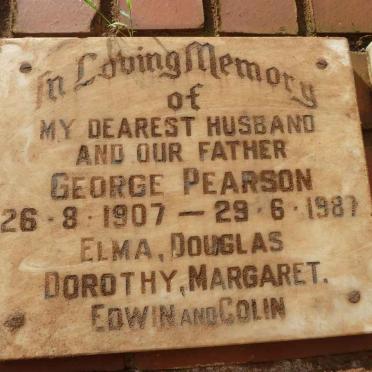 In Loving Memory
of
MY DEAREST HUSBAND
AND OUR FATHER
GEORGE PEARSON
26 · 8 · 1907 — 29 · 6 · 1987
ELMA, DOUGLAS
DOROTHY, MARGARET.
EDWIN AND COLIN